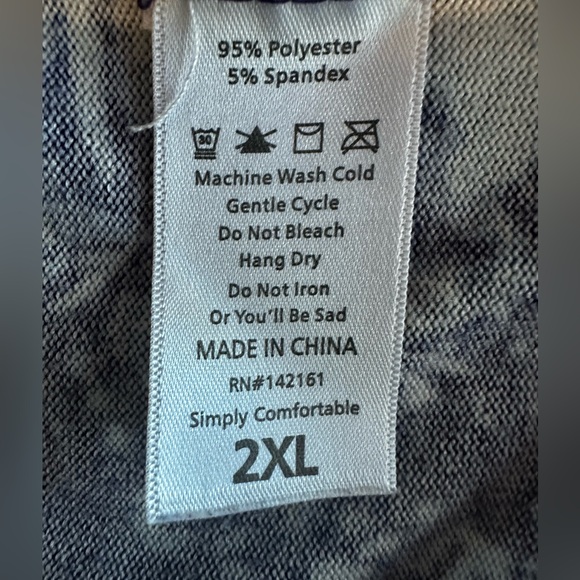 95% Polyester
5% Spandex
30
Machine Wash Cold
Gentle Cycle
Do Not Bleach
Hang Dry
Do Not Iron
Or You'll Be Sad
MADE IN CHINA
RN#142161
Simply Comfortable
2XL